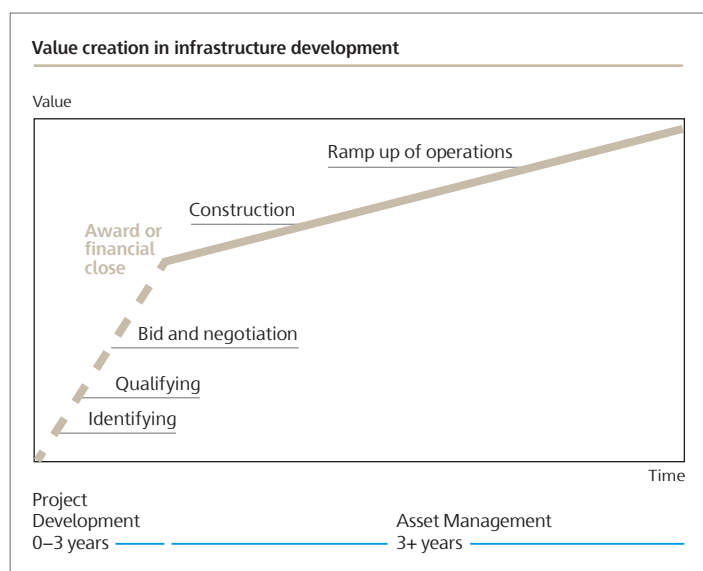 Value creation in infrastructure development
Value
Ramp up of operations
Construction
Award or
financial
close
Bid and negotiation
Qualifying
Identifying
Time
Project
Development
0–3 years
Asset Management
3+ years